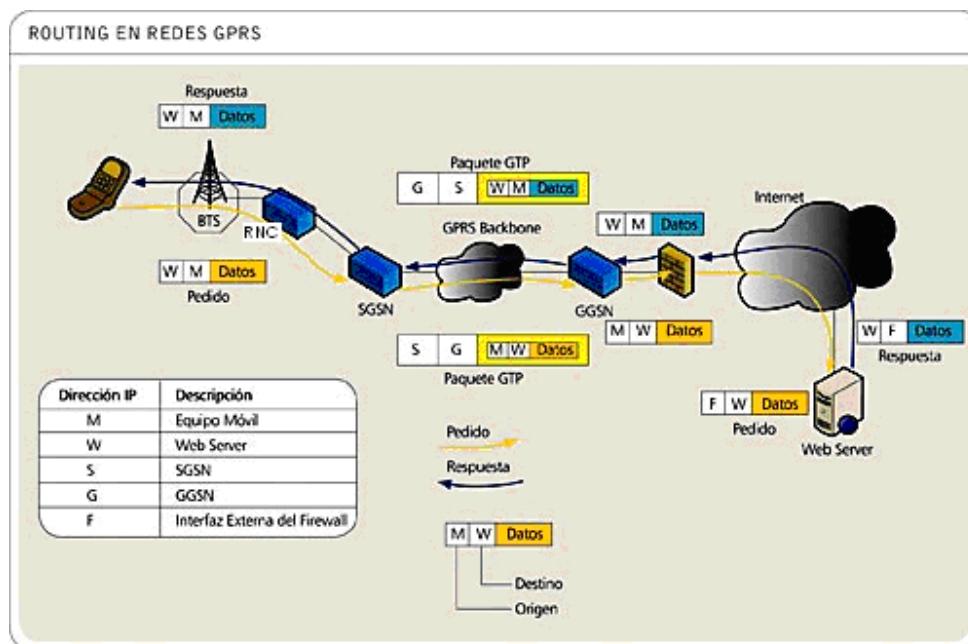 ROUTING EN REDES GPRS
Respuesta
W M Datos
Paquete GTP
G S W M Datos
Internet
BTS
RNC
GPRS Backbone
W M Datos
W M Datos
Pedido
SGSN
GGSN
M W Datos
W F Datos
Respuesta
S G M W Datos
Paquete GTP
F W Datos
Pedido
Web Server
Dirección IP Descripción
M Equipo Móvil
W Web Server
S SGSN
G GGSN
F Interfaz Externa del Firewall
Pedido
Respuesta
M W Datos
Destino
Origen